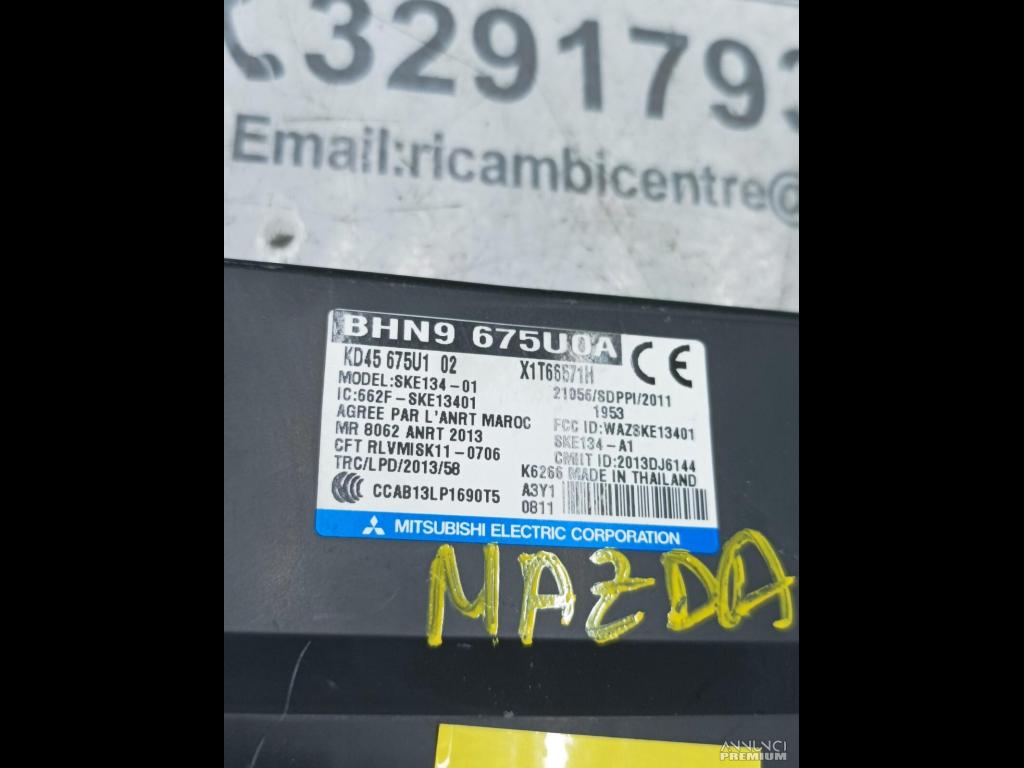 3291793
Email:ricambicentre@
BHN9 675U0A
KD45 675U1 02
X1T66571H
MODEL:SKE134-01
21056/SDPPI/2011
IC:662F-SKE13401
1953
AGREE PAR L'ANRT MAROC
FCC ID:WAZSKE13401
MR 8062 ANRT 2013
SKE134-A1
CFT RLVMISK11-0706
CMIIT ID:2013DJ6144
TRC/LPD/2013/58
K6266 MADE IN THAILAND
CCAB13LP1690T5
A3Y1
0811
CE
MITSUBISHI ELECTRIC CORPORATION
MAZDA
ANNUNCI
PREMIUM